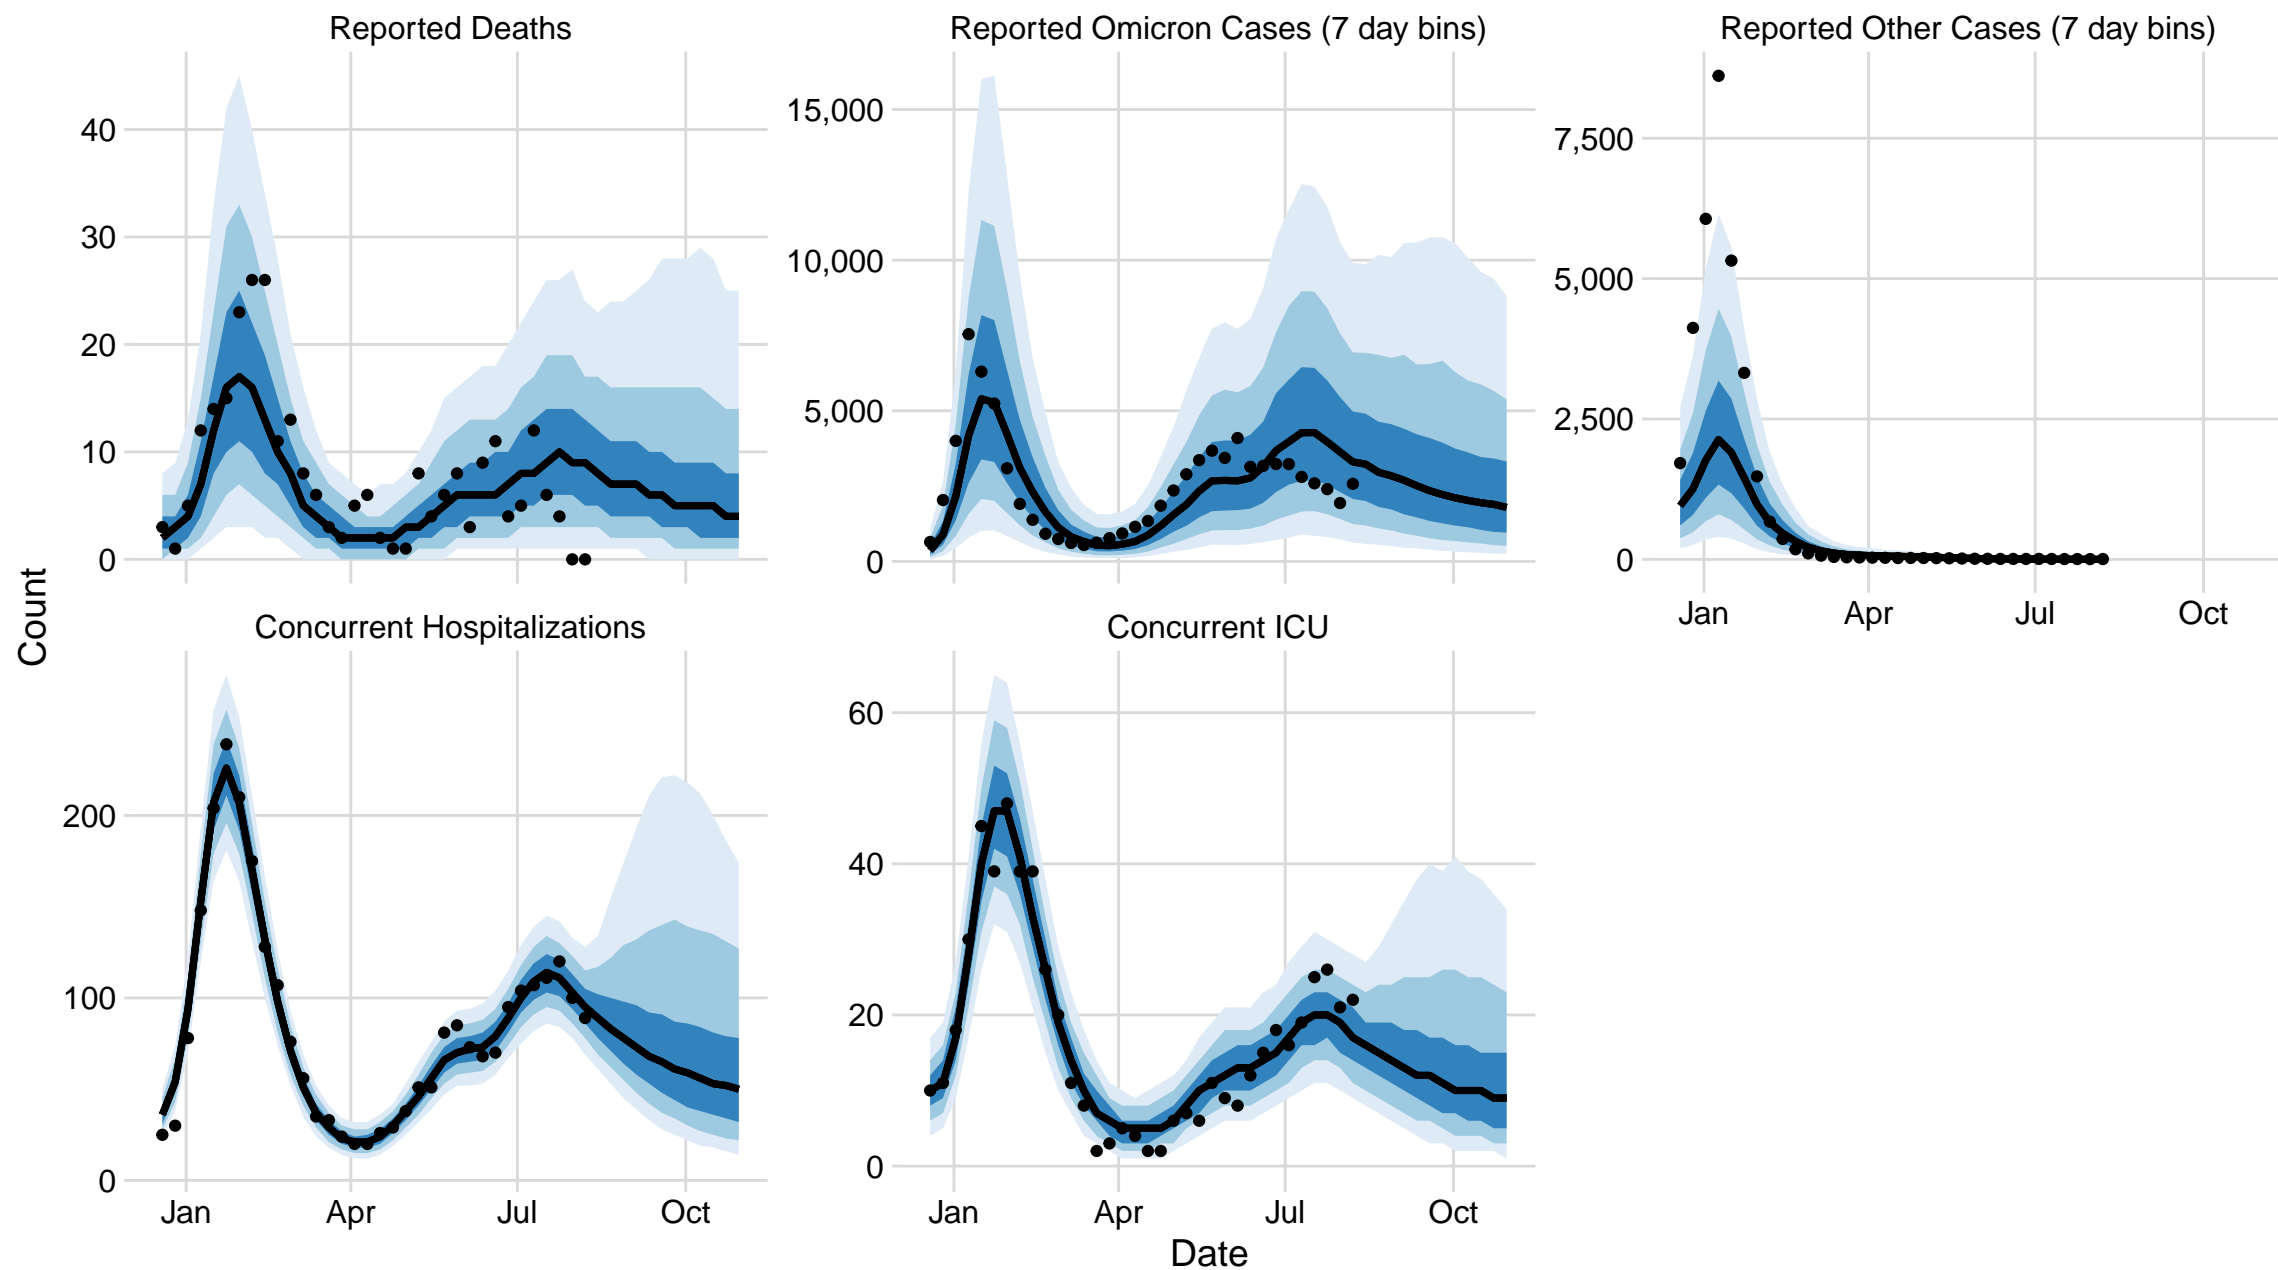 Reported Deaths
Reported Omicron Cases (7 day bins)
Reported Other Cases (7 day bins)
40
30
20
10
0
15,000
10,000
5,000
0
7,500
5,000
2,500
0
Jan Apr Jul Oct
Count
Concurrent Hospitalizations
Concurrent ICU
200
100
0
60
40
20
0
Jan Apr Jul Oct
Jan Apr Jul Oct
Date